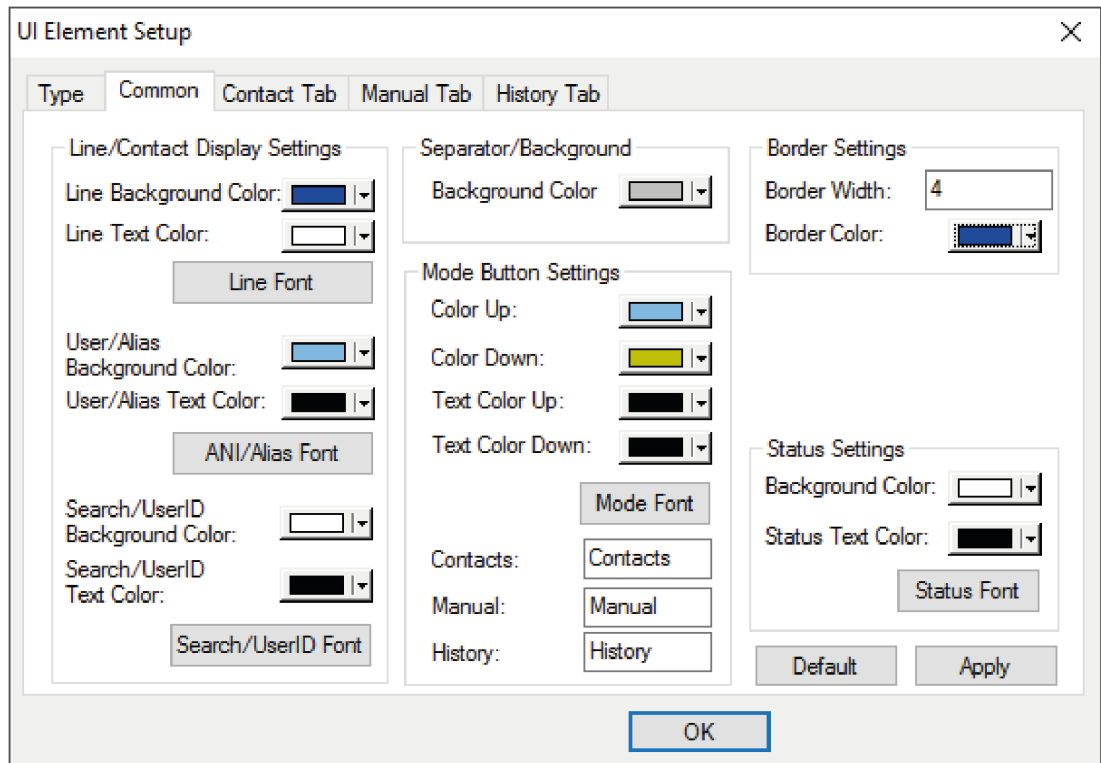 UI Element Setup
Type
Common
Contact Tab
Manual Tab
History Tab
Line/Contact Display Settings
Line Background Color:
Line Text Color:
Line Font
User/Alias
Background Color:
User/Alias Text Color:
ANI/Alias Font
Search/UserID
Background Color:
Search/UserID
Text Color:
Search/UserID Font
Separator/Background
Background Color
Mode Button Settings
Color Up:
Color Down:
Text Color Up:
Text Color Down:
Mode Font
Contacts: Contacts
Manual: Manual
History: History
Border Settings
Border Width: 4
Border Color:
Status Settings
Background Color:
Status Text Color:
Status Font
Default
Apply
OK